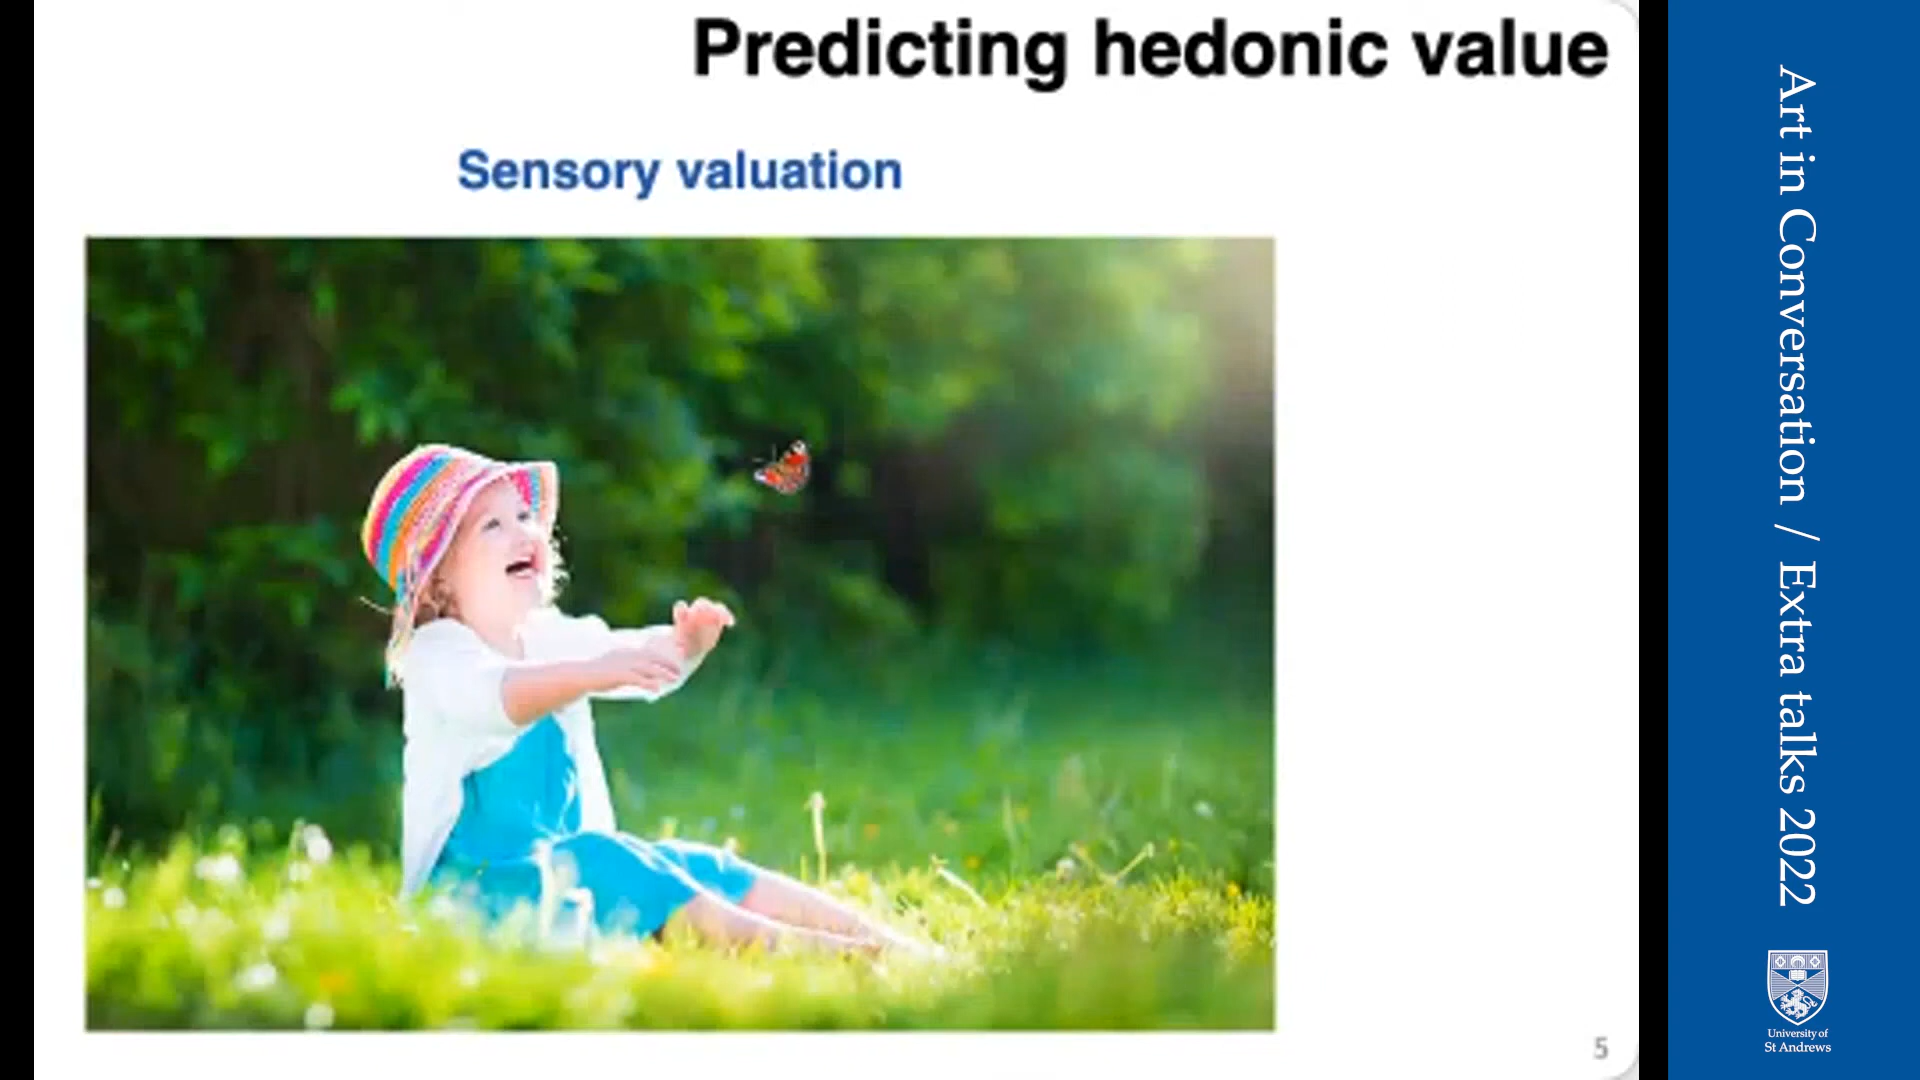 Predicting hedonic value
Sensory valuation
5
Art in Conversation / Extra talks 2022
University of
St Andrews